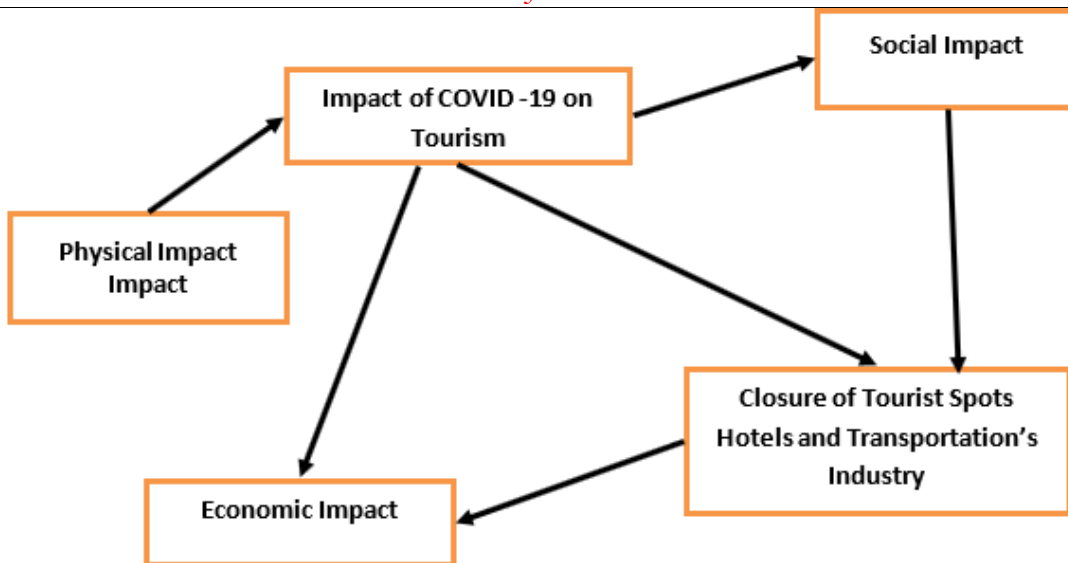 Social Impact
Impact of COVID -19 on
Tourism
Physical Impact
Impact
Closure of Tourist Spots
Hotels and Transportation's
Industry
Economic Impact